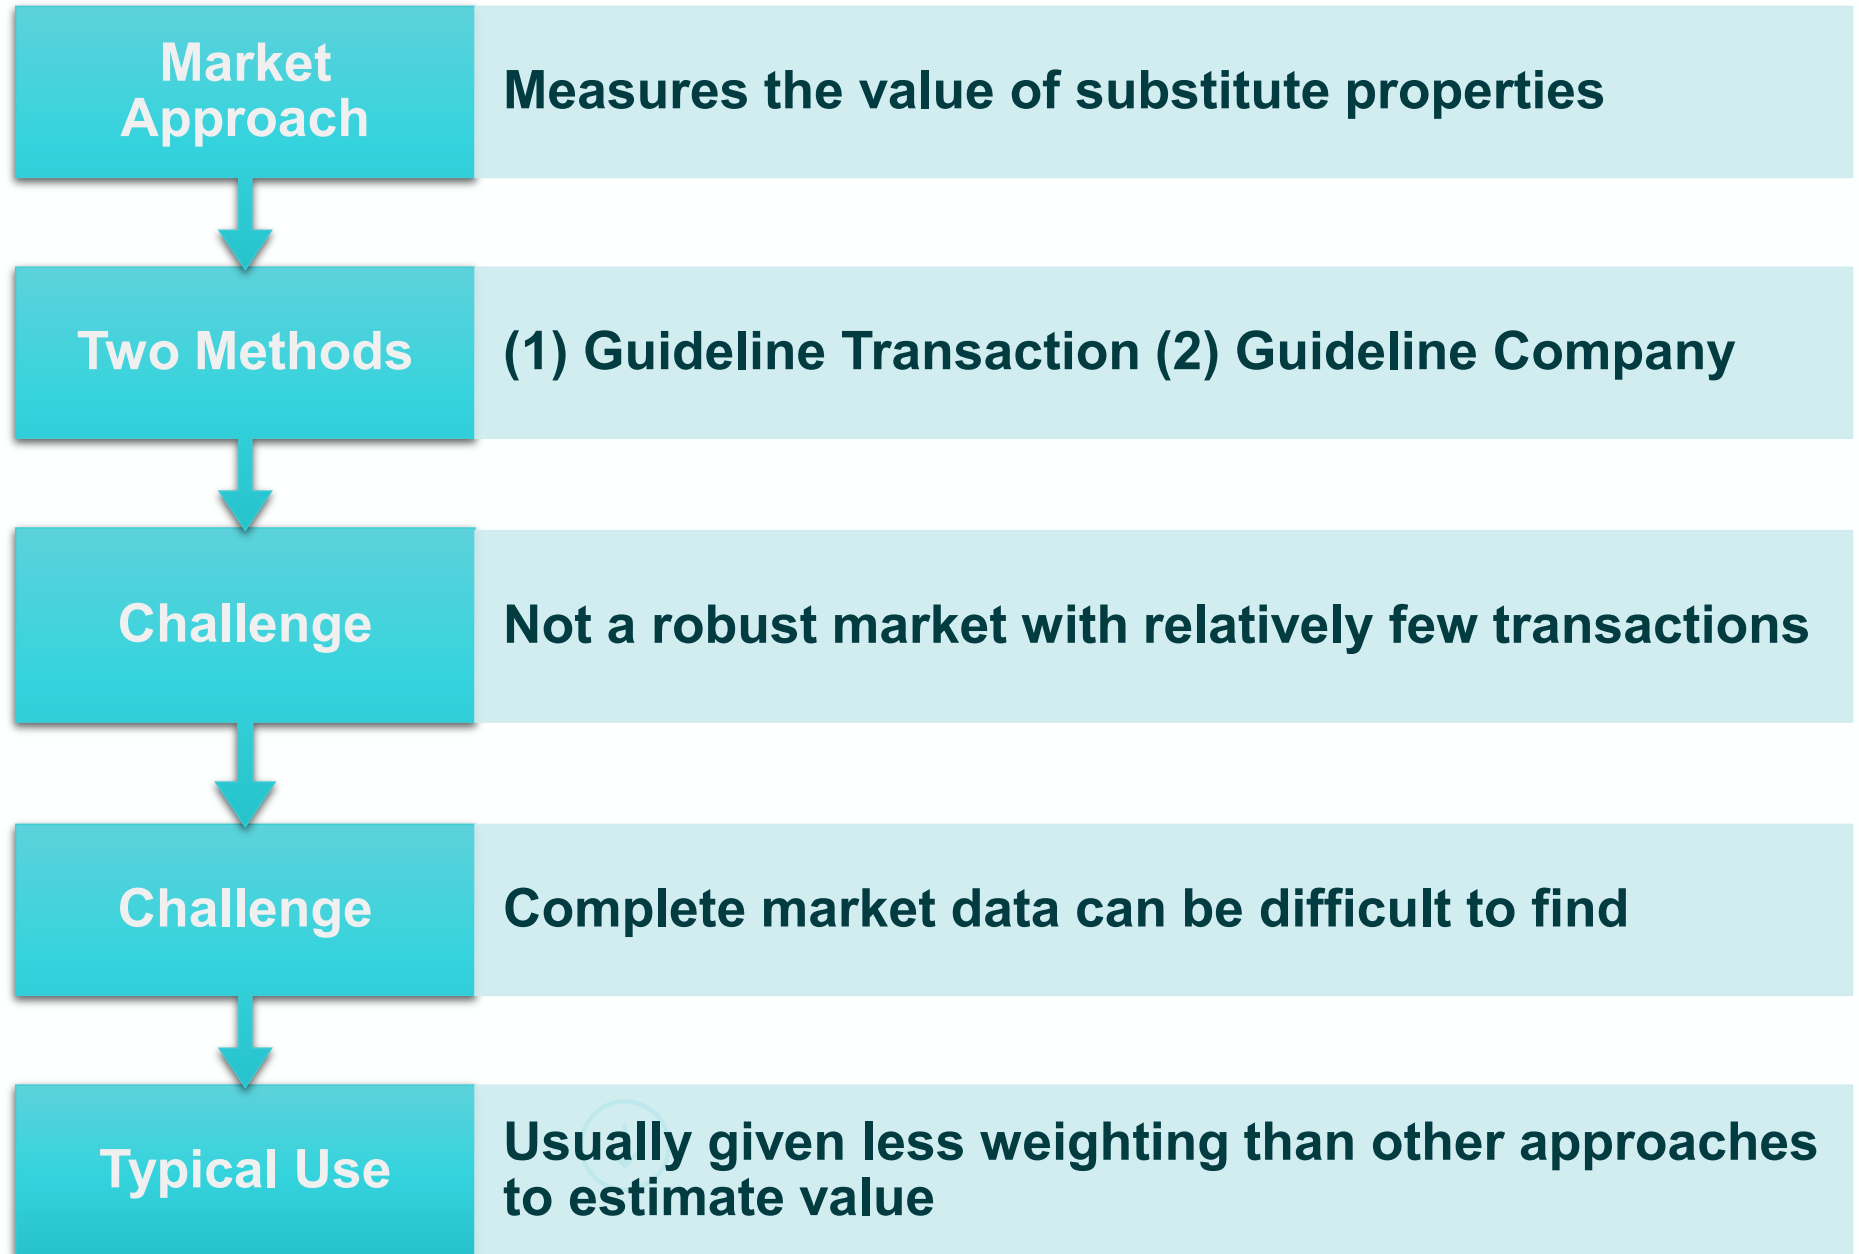 Market
Approach
Measures the value of substitute properties
Two Methods
(1) Guideline Transaction (2) Guideline Company
Challenge
Not a robust market with relatively few transactions
Challenge
Complete market data can be difficult to find
Typical Use
Usually given less weighting than other approaches
to estimate value